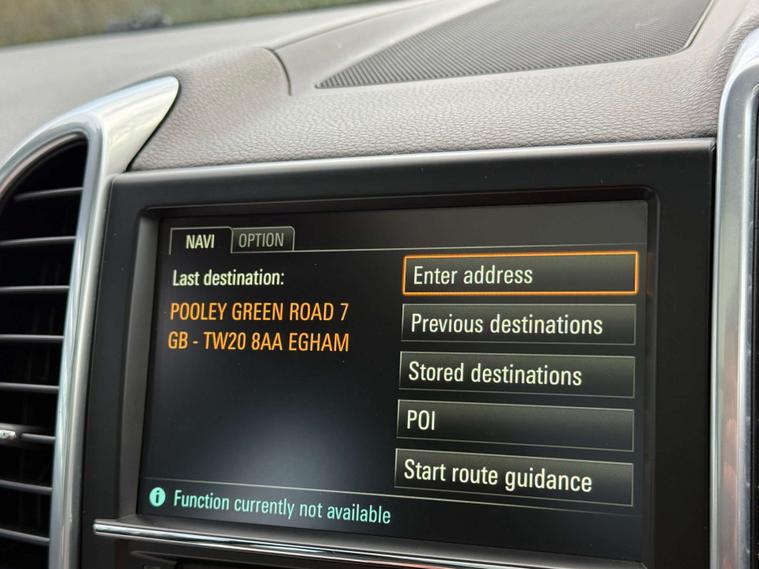 NAVI OPTION
Last destination:
POOLEY GREEN ROAD 7
GB - TW20 8AA EGHAM
Enter address
Previous destinations
Stored destinations
POI
Start route guidance
i Function currently not available